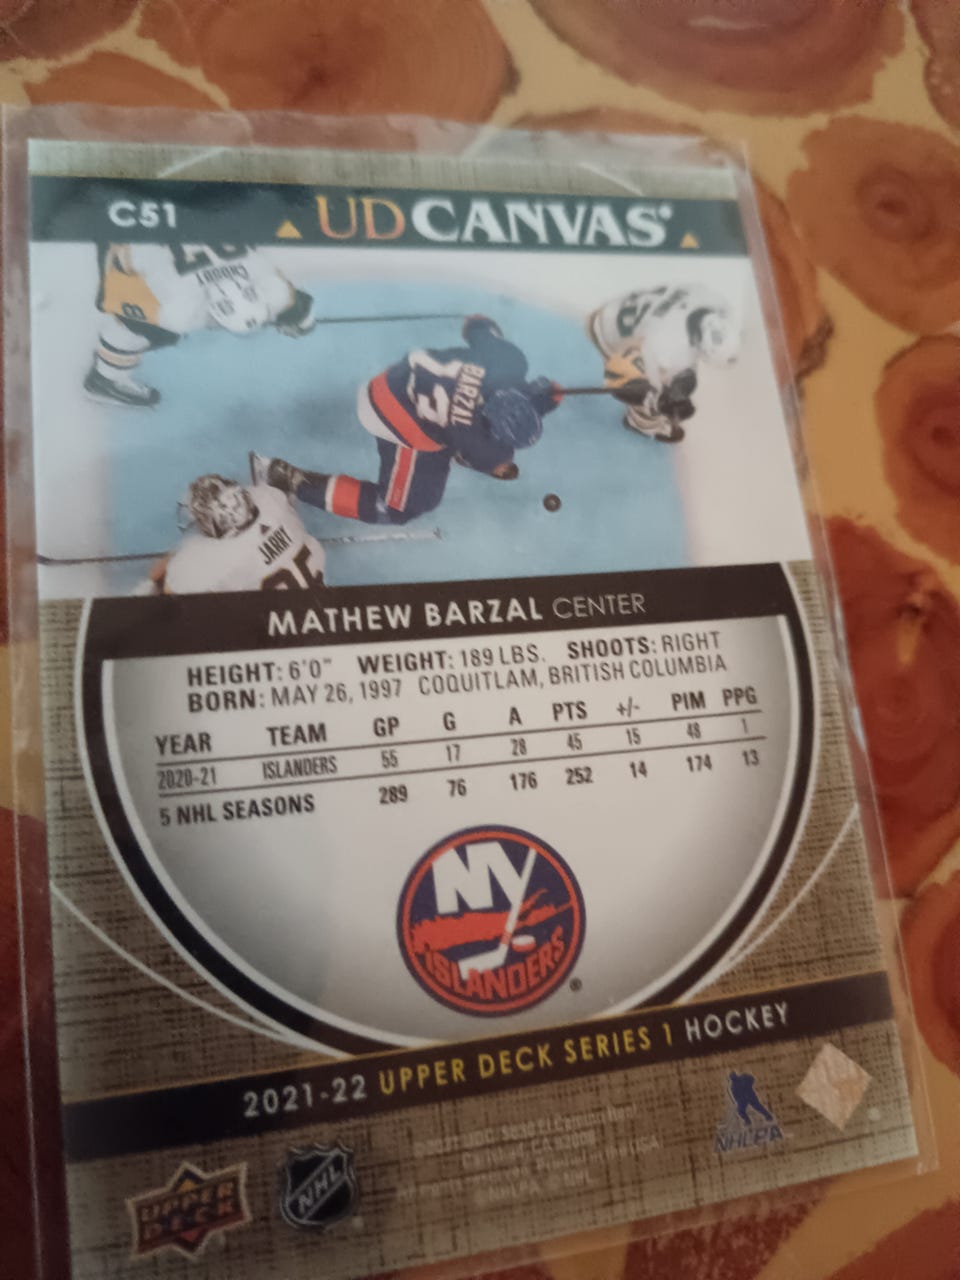 C51 UD CANVAS
CROSBY
BARZAL
13
JARRY
35
MATHEW BARZAL CENTER
HEIGHT: 6'0" WEIGHT: 189 LBS. SHOOTS: RIGHT
BORN: MAY 26, 1997 COQUITLAM, BRITISH COLUMBIA
YEAR TEAM GP G A PTS +/- PIM PPG
2020-21 ISLANDERS 55 17 28 45 15 48 1
5 NHL SEASONS 289 76 176 252 14 174 13
NY
ISLANDERS
®
2021-22 UPPER DECK SERIES 1 HOCKEY
NHLPA
UPPER
DECK
NHL